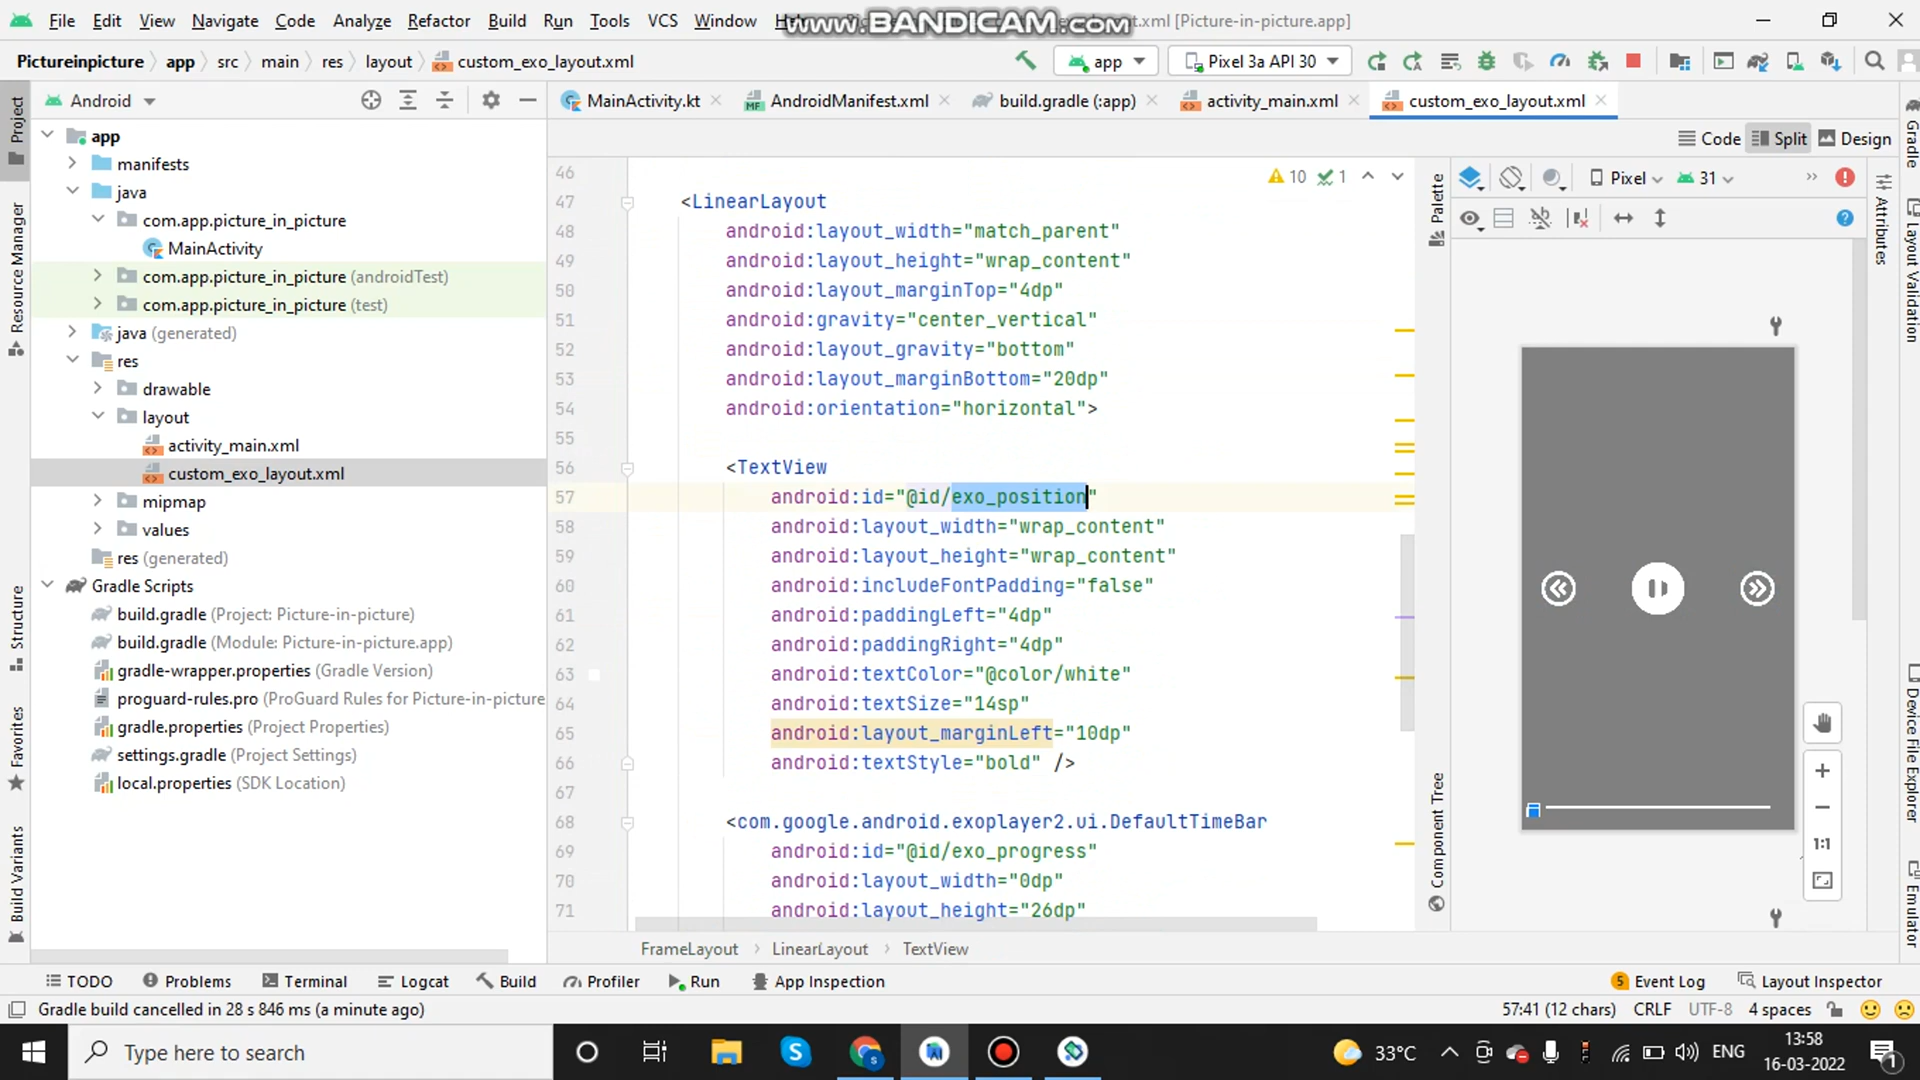 File Edit View Navigate Code Analyze Refactor Build Run Tools VCS Window Help
www.BANDICAM.com
layout.xml [Picture-in-picture.app]
Pictureinpicture app src main res layout custom_exo_layout.xml
app
Pixel 3a API 30
Android
MainActivity.kt
AndroidManifest.xml
build.gradle (:app)
activity_main.xml
custom_exo_layout.xml
Code Split Design
Project
Resource Manager
Structure
Favorites
Build Variants
app
manifests
java
com.app.picture_in_picture
MainActivity
com.app.picture_in_picture (androidTest)
com.app.picture_in_picture (test)
java (generated)
res
drawable
layout
activity_main.xml
custom_exo_layout.xml
mipmap
values
res (generated)
Gradle Scripts
build.gradle (Project: Picture-in-picture)
build.gradle (Module: Picture-in-picture.app)
gradle-wrapper.properties (Gradle Version)
proguard-rules.pro (ProGuard Rules for Picture-in-picture
gradle.properties (Project Properties)
settings.gradle (Project Settings)
local.properties (SDK Location)
10 1
46
47 <LinearLayout
48 android:layout_width="match_parent"
49 android:layout_height="wrap_content"
50 android:layout_marginTop="4dp"
51 android:gravity="center_vertical"
52 android:layout_gravity="bottom"
53 android:layout_marginBottom="20dp"
54 android:orientation="horizontal">
55
56 <TextView
57 android:id="@id/exo_position"
58 android:layout_width="wrap_content"
59 android:layout_height="wrap_content"
60 android:includeFontPadding="false"
61 android:paddingLeft="4dp"
62 android:paddingRight="4dp"
63 android:textColor="@color/white"
64 android:textSize="14sp"
65 android:layout_marginLeft="10dp"
66 android:textStyle="bold" />
67
68 <com.google.android.exoplayer2.ui.DefaultTimeBar
69 android:id="@id/exo_progress"
70 android:layout_width="0dp"
71 android:layout_height="26dp"
FrameLayout LinearLayout TextView
Palette
Component Tree
Pixel 31
1:1
Attributes
Gradle
Layout Validation
Device File Explorer
Emulator
TODO Problems Terminal Logcat Build Profiler Run App Inspection
5 Event Log Layout Inspector
Gradle build cancelled in 28 s 846 ms (a minute ago)
57:41 (12 chars) CRLF UTF-8 4 spaces
Type here to search
33°C
ENG
13:58
16-03-2022
1